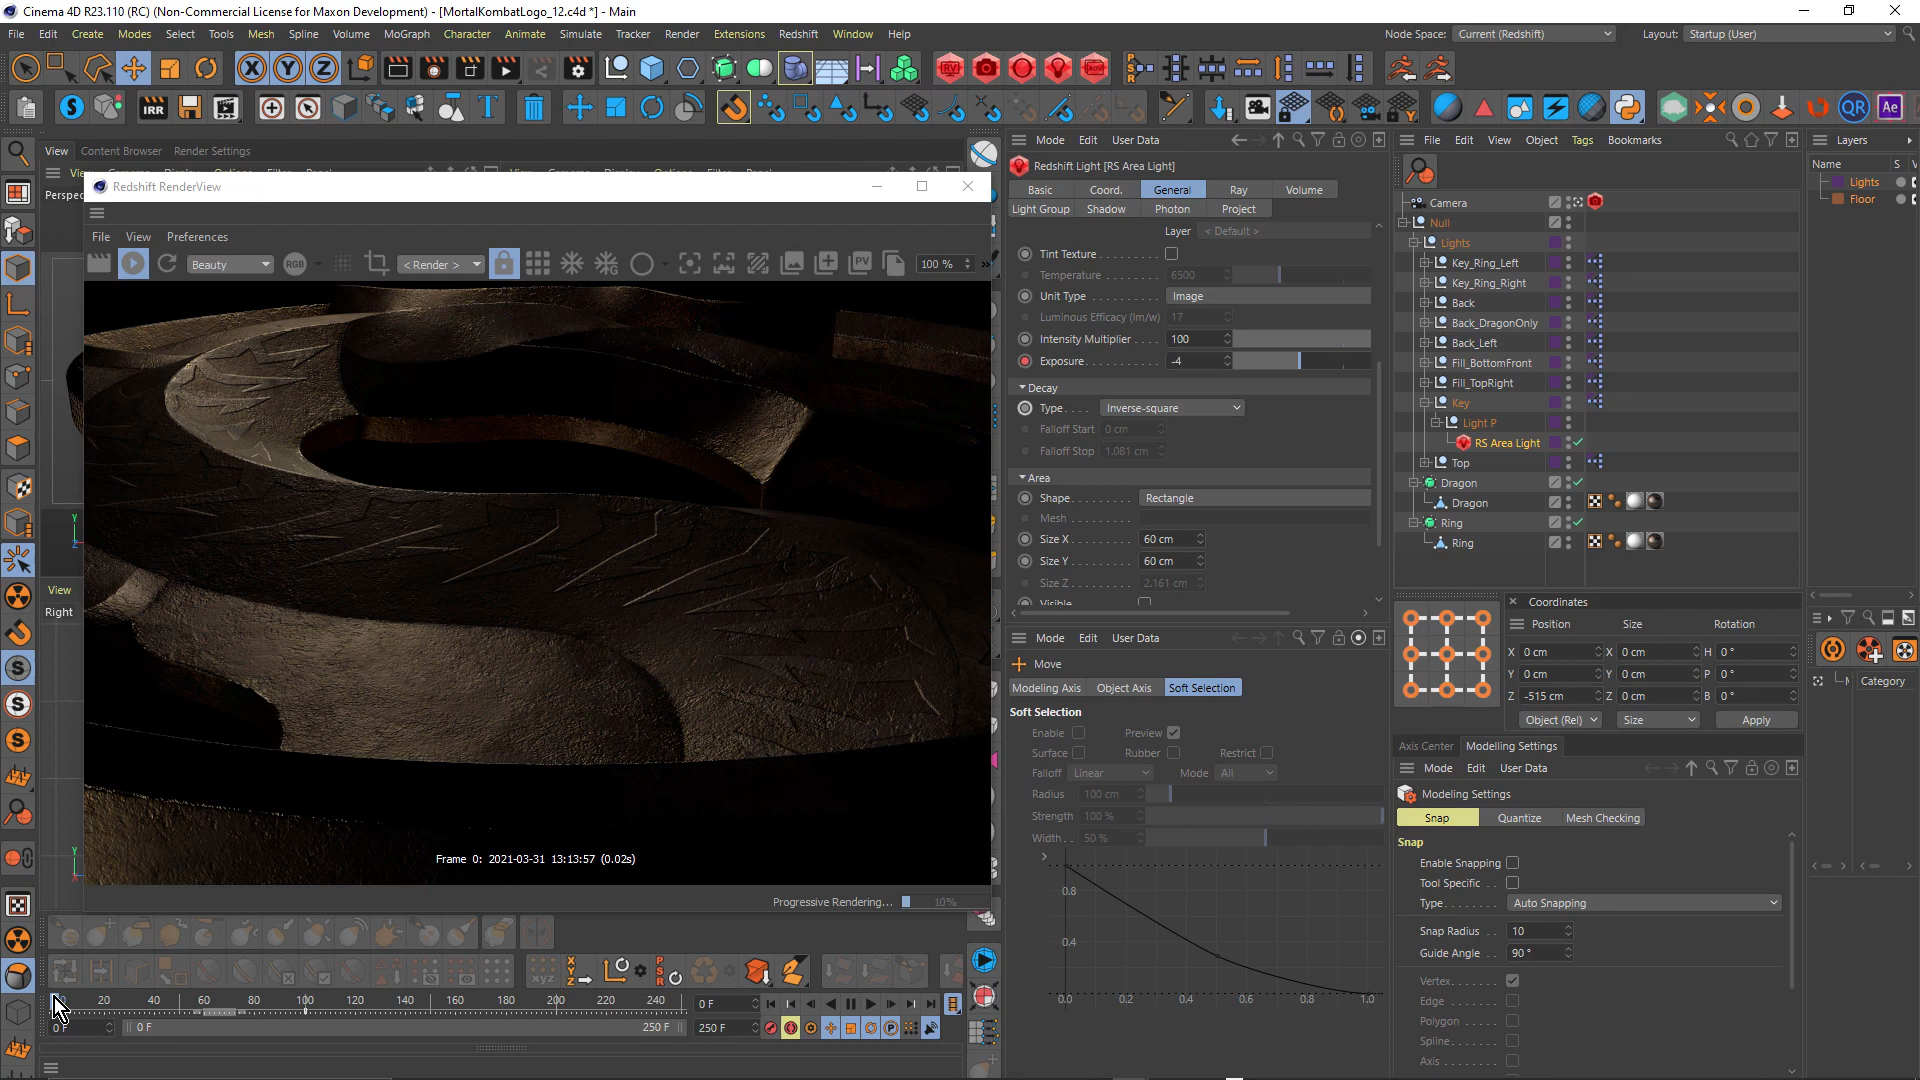 Cinema 4D R23.110 (RC) (Non-Commercial License for Maxon Development) - [MortalKombatLogo_12.c4d *] - Main
File Edit Create Modes Select Tools Mesh Spline Volume MoGraph Character Animate Simulate Tracker Render Extensions Redshift Window Help
Node Space: Current (Redshift) Layout: Startup (User)
View Content Browser Render Settings
Redshift RenderView
File View Preferences
Beauty RGB < Render > PV 100 %
Frame 0: 2021-03-31 13:13:57 (0.02s)
Progressive Rendering... 10%
View
Right
Mode Edit User Data
Redshift Light [RS Area Light]
Basic Coord. General Ray Volume
Light Group Shadow Photon Project
Layer < Default >
Tint Texture
Temperature 6500
Unit Type Image
Luminous Efficacy (lm/w) 17
Intensity Multiplier 100
Exposure -4
Decay
Type Inverse-square
Falloff Start 0 cm
Falloff Stop 1.081 cm
Area
Shape Rectangle
Mesh
Size X 60 cm
Size Y 60 cm
Size Z 2.161 cm
Visible
Mode Edit User Data
Move
Modeling Axis Object Axis Soft Selection
Soft Selection
Enable Preview
Surface Rubber Restrict
Falloff Linear Mode All
Radius 100 cm
Strength 100 %
Width 50 %
0.8
0.4
0.0 0.2 0.4 0.6 0.8 1.0
File Edit View Object Tags Bookmarks
Camera
Null
Lights
Key_Ring_Left
Key_Ring_Right
Back
Back_DragonOnly
Back_Left
Fill_BottomFront
Fill_TopRight
Key
Light P
RS Area Light
Top
Dragon
Dragon
Ring
Ring
Layers
Name S V
Lights
Floor
Coordinates
Position Size Rotation
X 0 cm X 0 cm H 0 °
Y 0 cm Y 0 cm P 0 °
Z -515 cm Z 0 cm B 0 °
Object (Rel) Size Apply
Category
Axis Center Modelling Settings
Mode Edit User Data
Modeling Settings
Snap Quantize Mesh Checking
Snap
Enable Snapping
Tool Specific
Type Auto Snapping
Snap Radius 10
Guide Angle 90 °
Vertex
Edge
Polygon
Spline
Axis
20 40 60 80 100 120 140 160 180 200 220 240 0 F
0 F 0 F 250 F 250 F